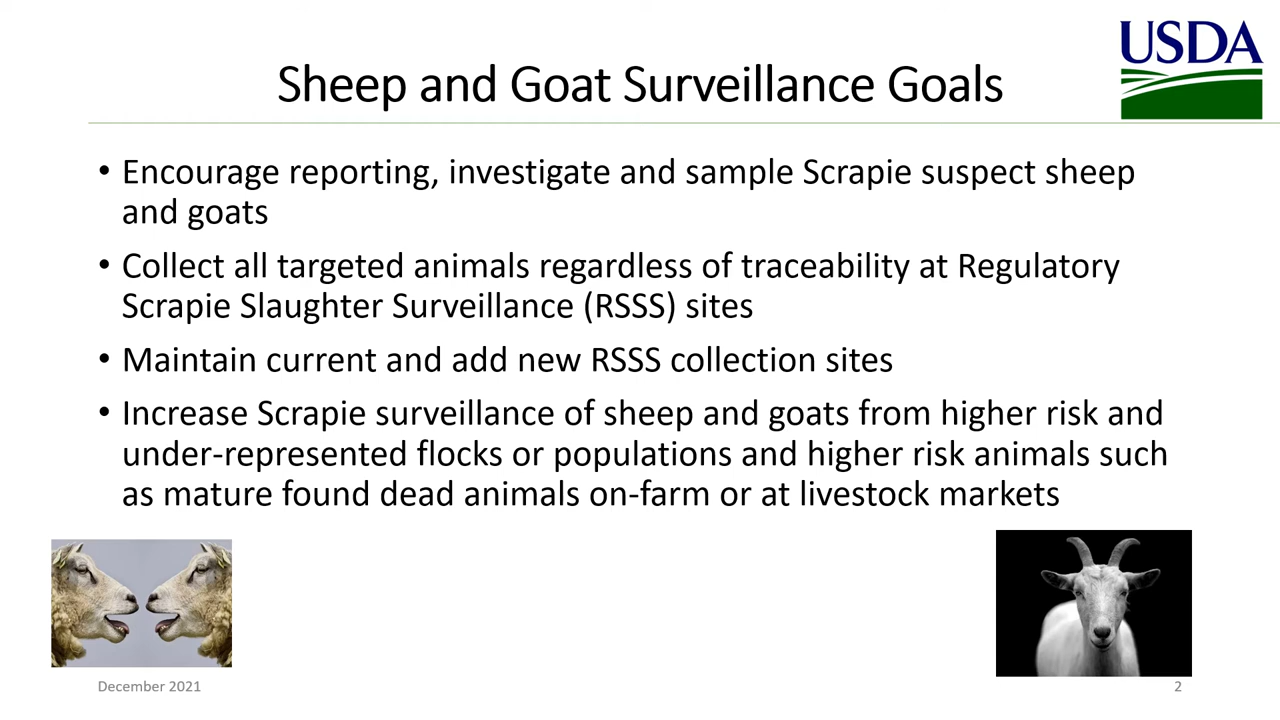 USDA
Sheep and Goat Surveillance Goals
• Encourage reporting, investigate and sample Scrapie suspect sheep
and goats
• Collect all targeted animals regardless of traceability at Regulatory
Scrapie Slaughter Surveillance (RSSS) sites
• Maintain current and add new RSSS collection sites
• Increase Scrapie surveillance of sheep and goats from higher risk and
under-represented flocks or populations and higher risk animals such
as mature found dead animals on-farm or at livestock markets
December 2021
2